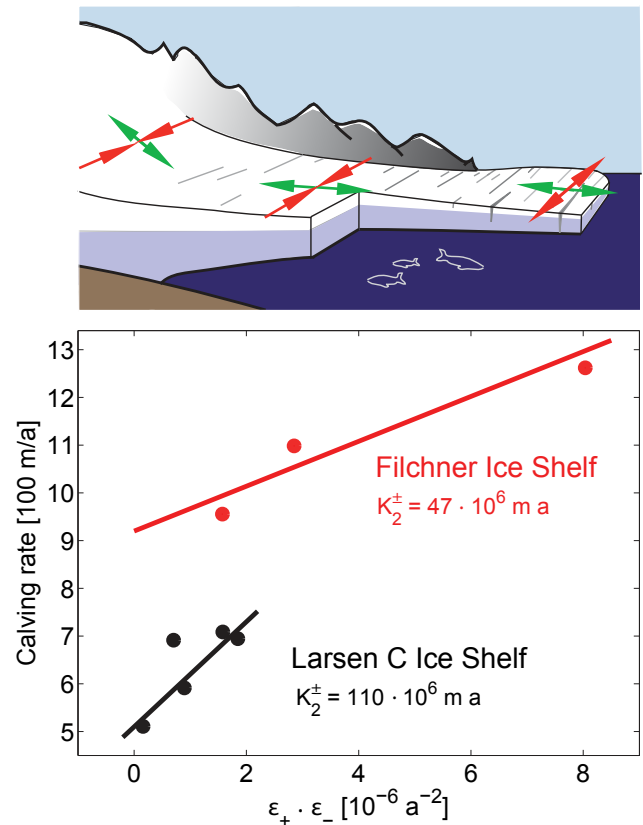 13
12
11
10
9
8
7
6
5
Calving rate [100 m/a]
Filchner Ice Shelf
K₂± = 47 · 10⁶ m a
Larsen C Ice Shelf
K₂± = 110 · 10⁶ m a
0 2 4 6 8
ε₊ · ε₋ [10⁻⁶ a⁻²]